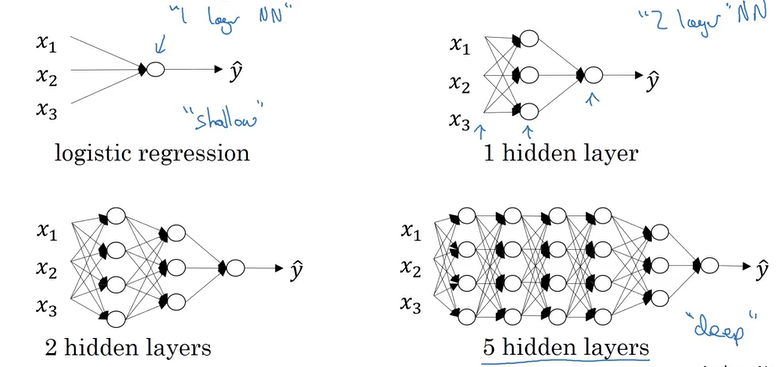 "1 layer NN"
x₁
x₂
x₃
ŷ
"shallow"
logistic regression
"2 layer" NN
x₁
x₂
x₃
ŷ
1 hidden layer
x₁
x₂
x₃
ŷ
2 hidden layers
x₁
x₂
x₃
ŷ
"deep"
5 hidden layers